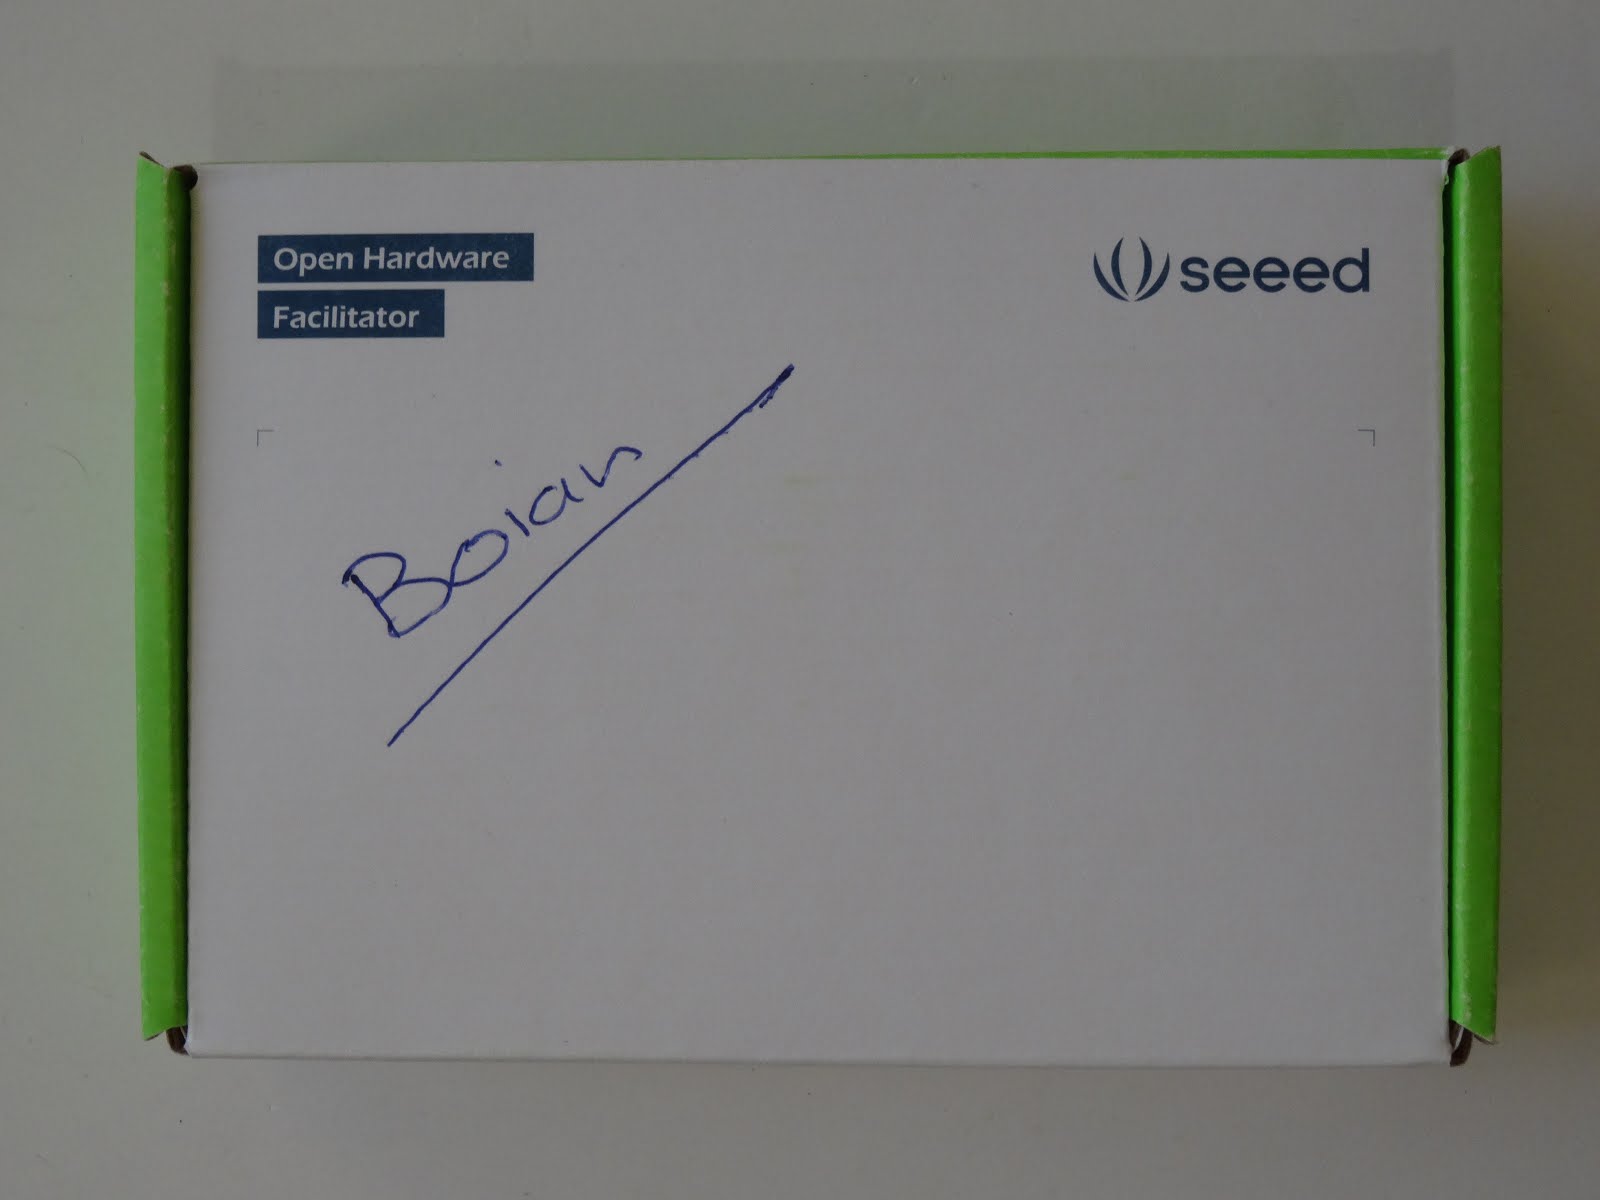 Open Hardware
Facilitator
seeed
Boian